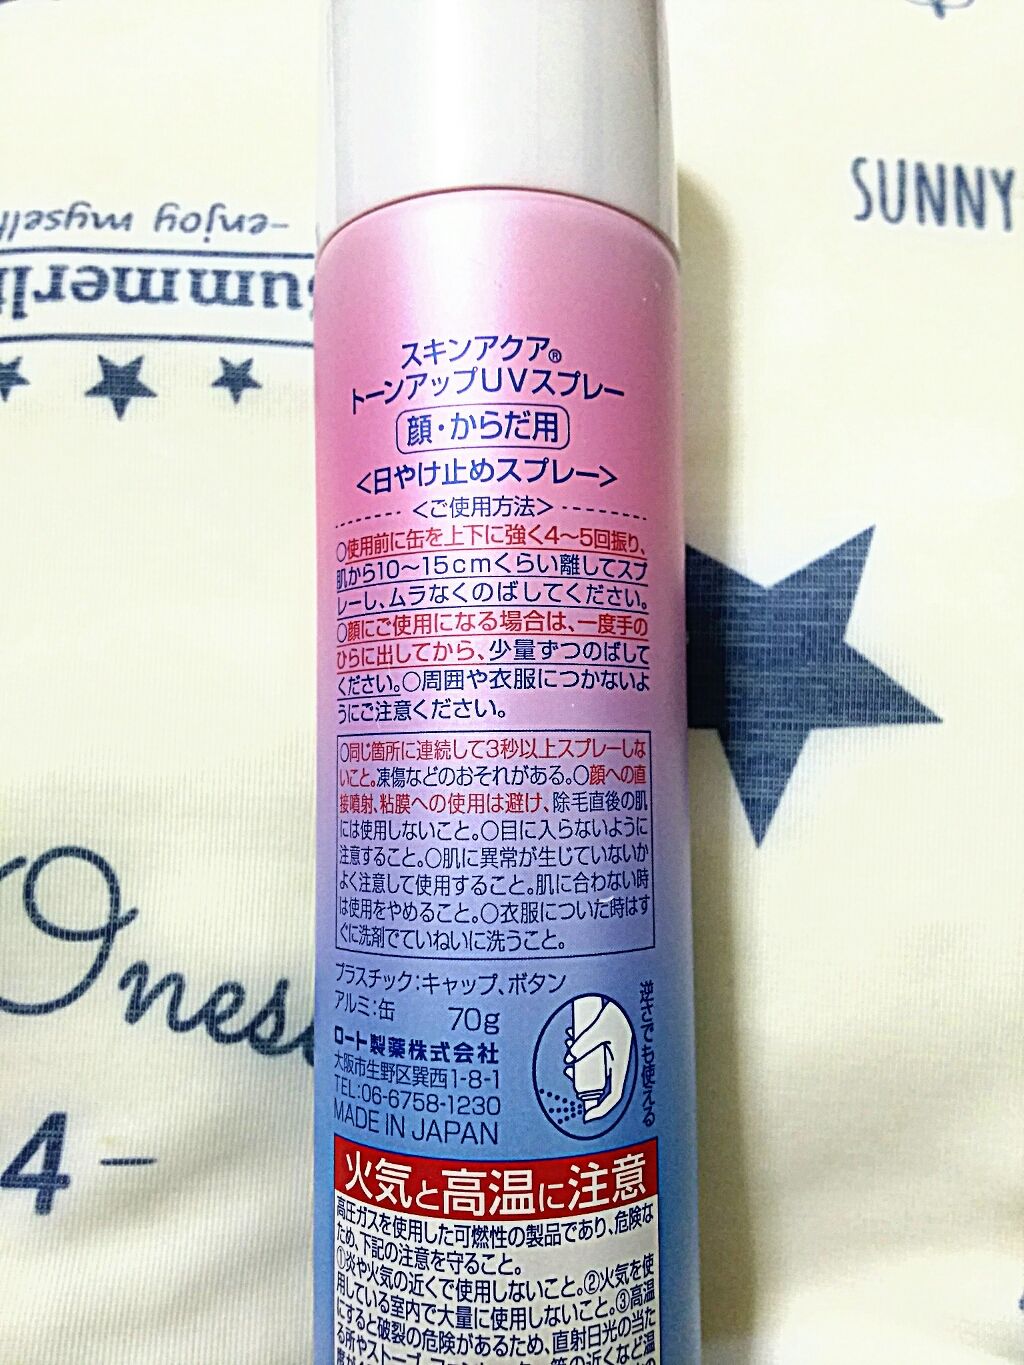 SUNNY
-enjoy myself
スキンアクア®
トーンアップUVスプレー
顔・からだ用
<日やけ止めスプレー>
<ご使用方法>
○使用前に缶を上下に強く4〜5回振り、
肌から10〜15cmくらい離してスプ
レーし、ムラなくのばしてください。
○顔にご使用になる場合は、一度手の
ひらに出してから、少量ずつのばして
ください。○周囲や衣服につかないよ
うにご注意ください。
○同じ箇所に連続して3秒以上スプレーしな
いこと。凍傷などのおそれがある。○顔への直
接噴射、粘膜への使用は避け、除毛直後の肌
には使用しないこと。○目に入らないように
注意すること。○肌に異常が生じていないか
よく注意して使用すること。肌に合わない時
は使用をやめること。○衣服についた時はす
ぐに洗剤でていねいに洗うこと。
プラスチック:キャップ、ボタン
アルミ:缶 70g
ロート製薬株式会社
大阪市生野区巽西1-8-1
TEL:06-6758-1230
MADE IN JAPAN
逆さでも使える
火気と高温に注意
高圧ガスを使用した可燃性の製品であり、危険な
ため、下記の注意を守ること。
①炎や火気の近くで使用しないこと。②火気を使
用している室内で大量に使用しないこと。③高温
にすると破裂の危険があるため、直射日光の当た
る所やストーブ、ファンヒーター等の近くなど温
Oness
4-